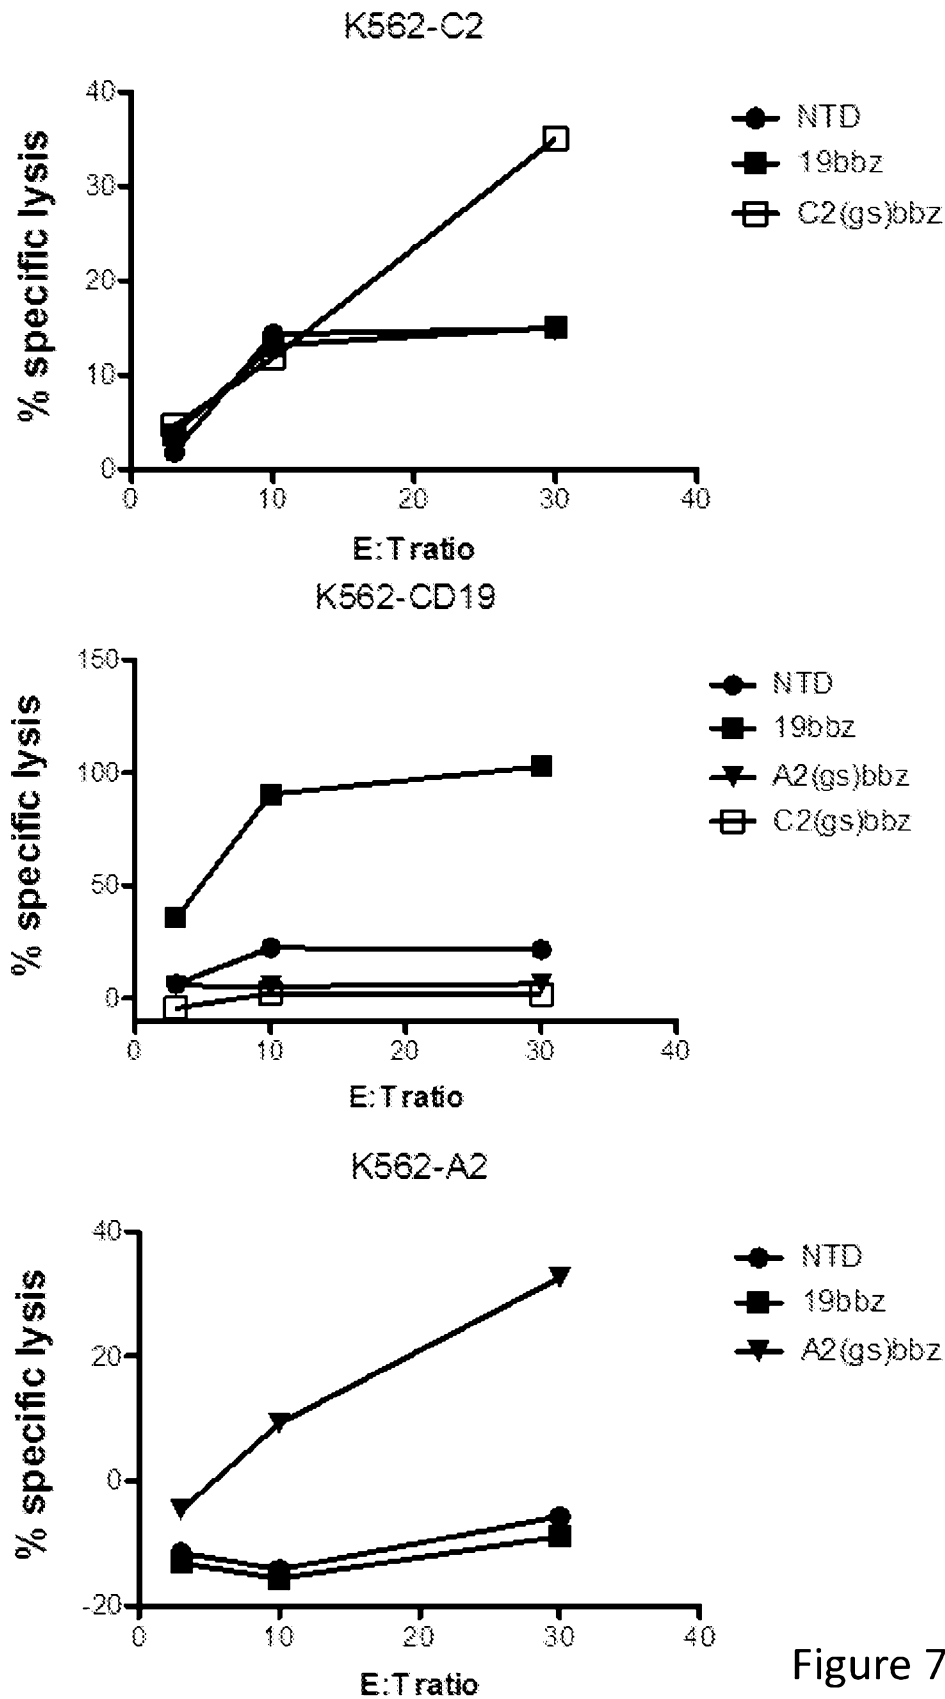 K562-C2
40
30
20
10
0
0 10 20 30 40
% specific lysis
E:T ratio
NTD
19bbz
C2(gs)bbz
K562-CD19
150
100
50
0
0 10 20 30 40
% specific lysis
E:T ratio
NTD
19bbz
A2(gs)bbz
C2(gs)bbz
K562-A2
40
20
0
-20
0 10 20 30 40
% specific lysis
E:T ratio
NTD
19bbz
A2(gs)bbz
Figure 7